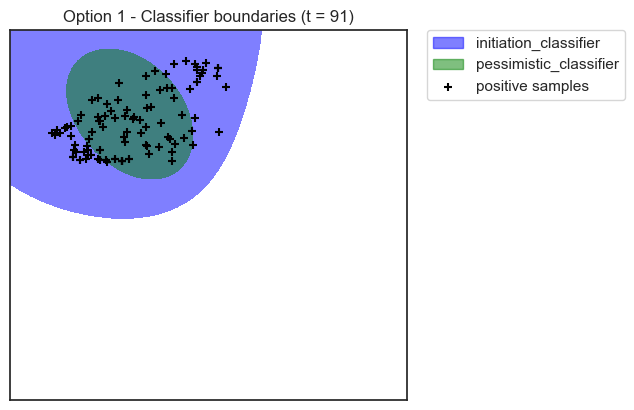 Option 1 - Classifier boundaries (t = 91)
initiation_classifier
pessimistic_classifier
positive samples